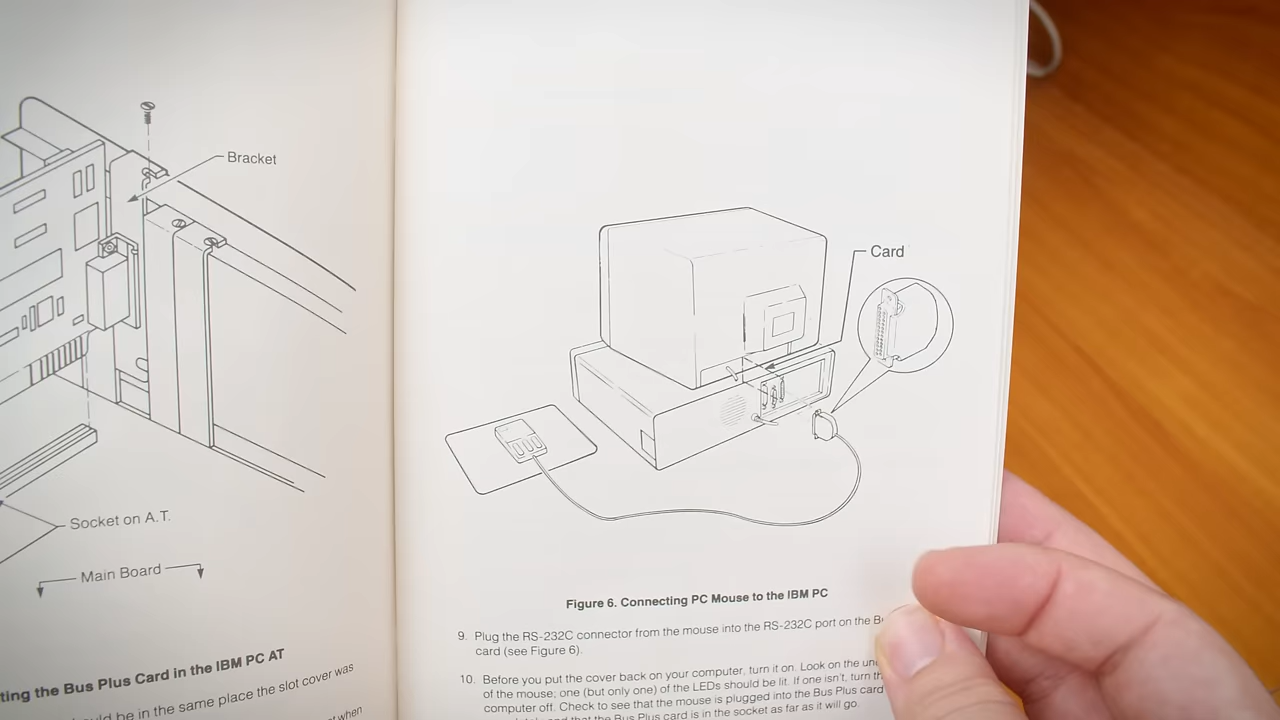 Bracket
Socket on A.T.
Main Board
ting the Bus Plus Card in the IBM PC AT
be in the same place the slot cover was
when
Card
Figure 6. Connecting PC Mouse to the IBM PC
9. Plug the RS-232C connector from the mouse into the RS-232C port on the
card (see Figure 6).
10. Before you put the cover back on your computer, turn it on. Look on the
of the mouse; one (but only one) of the LEDs should be lit. If one isn't, turn
computer off. Check to see that the mouse is plugged into the Bus Plus card
and that the Bus Plus card is in the socket as far as it will go.